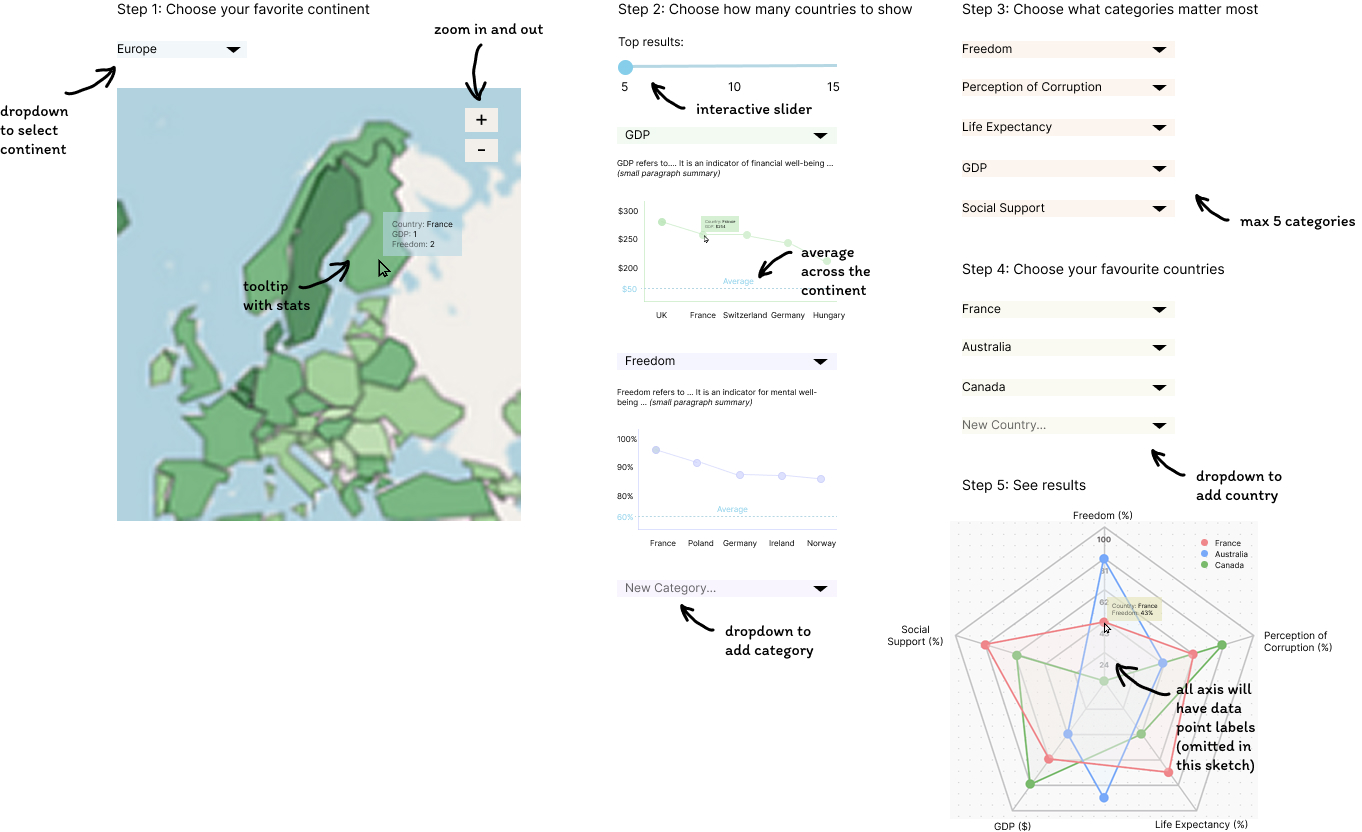 Step 1: Choose your favorite continent
zoom in and out
Europe
dropdown
to select
continent
+
-
Country: France
GDP: 1
Freedom: 2
tooltip
with stats
Step 2: Choose how many countries to show
Top results:
5 10 15
interactive slider
GDP
GDP refers to.... It is an indicator of financial well-being ...
(small paragraph summary)
$300
Country: France
GDP: $254
$250
average
across the
continent
$200
Average
$50
UK France Switzerland Germany Hungary
Freedom
Freedom refers to ... It is an indicator for mental well-
being ... (small paragraph summary)
100%
90%
80%
Average
60%
France Poland Germany Ireland Norway
New Category...
dropdown to
add category
Step 3: Choose what categories matter most
Freedom
Perception of Corruption
Life Expectancy
GDP
Social Support
max 5 categories
Step 4: Choose your favourite countries
France
Australia
Canada
New Country...
dropdown to
add country
Step 5: See results
Freedom (%)
100
France
Australia
Canada
81
62
Country: France
Freedom: 43%
24
Social
Support (%)
Perception of
Corruption (%)
all axis will
have data
point labels
(omitted in
this sketch)
GDP ($)
Life Expectancy (%)